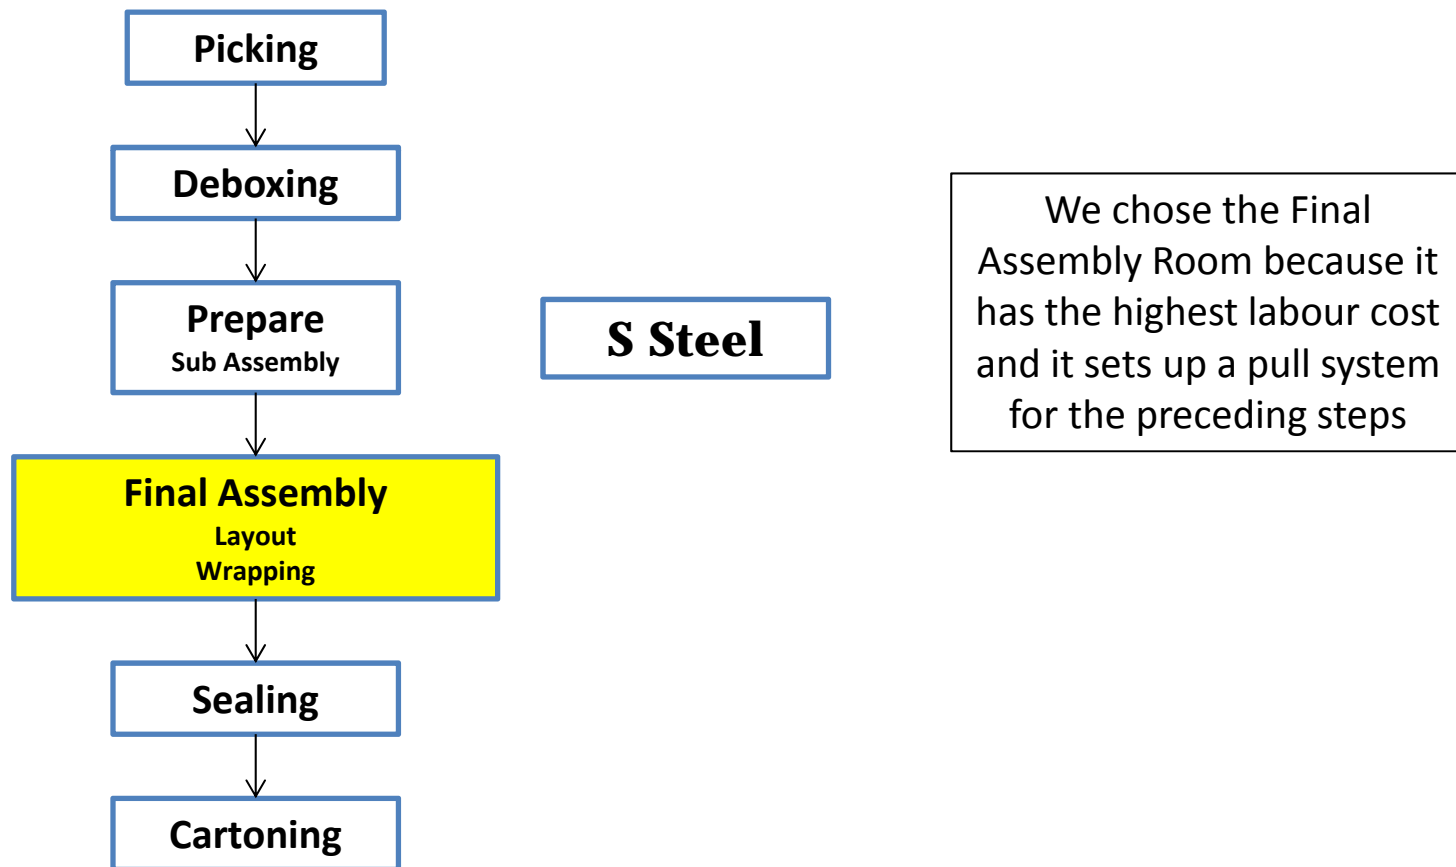 Picking
Deboxing
Prepare
Sub Assembly
S Steel
We chose the Final
Assembly Room because it
has the highest labour cost
and it sets up a pull system
for the preceding steps
Final Assembly
Layout
Wrapping
Sealing
Cartoning